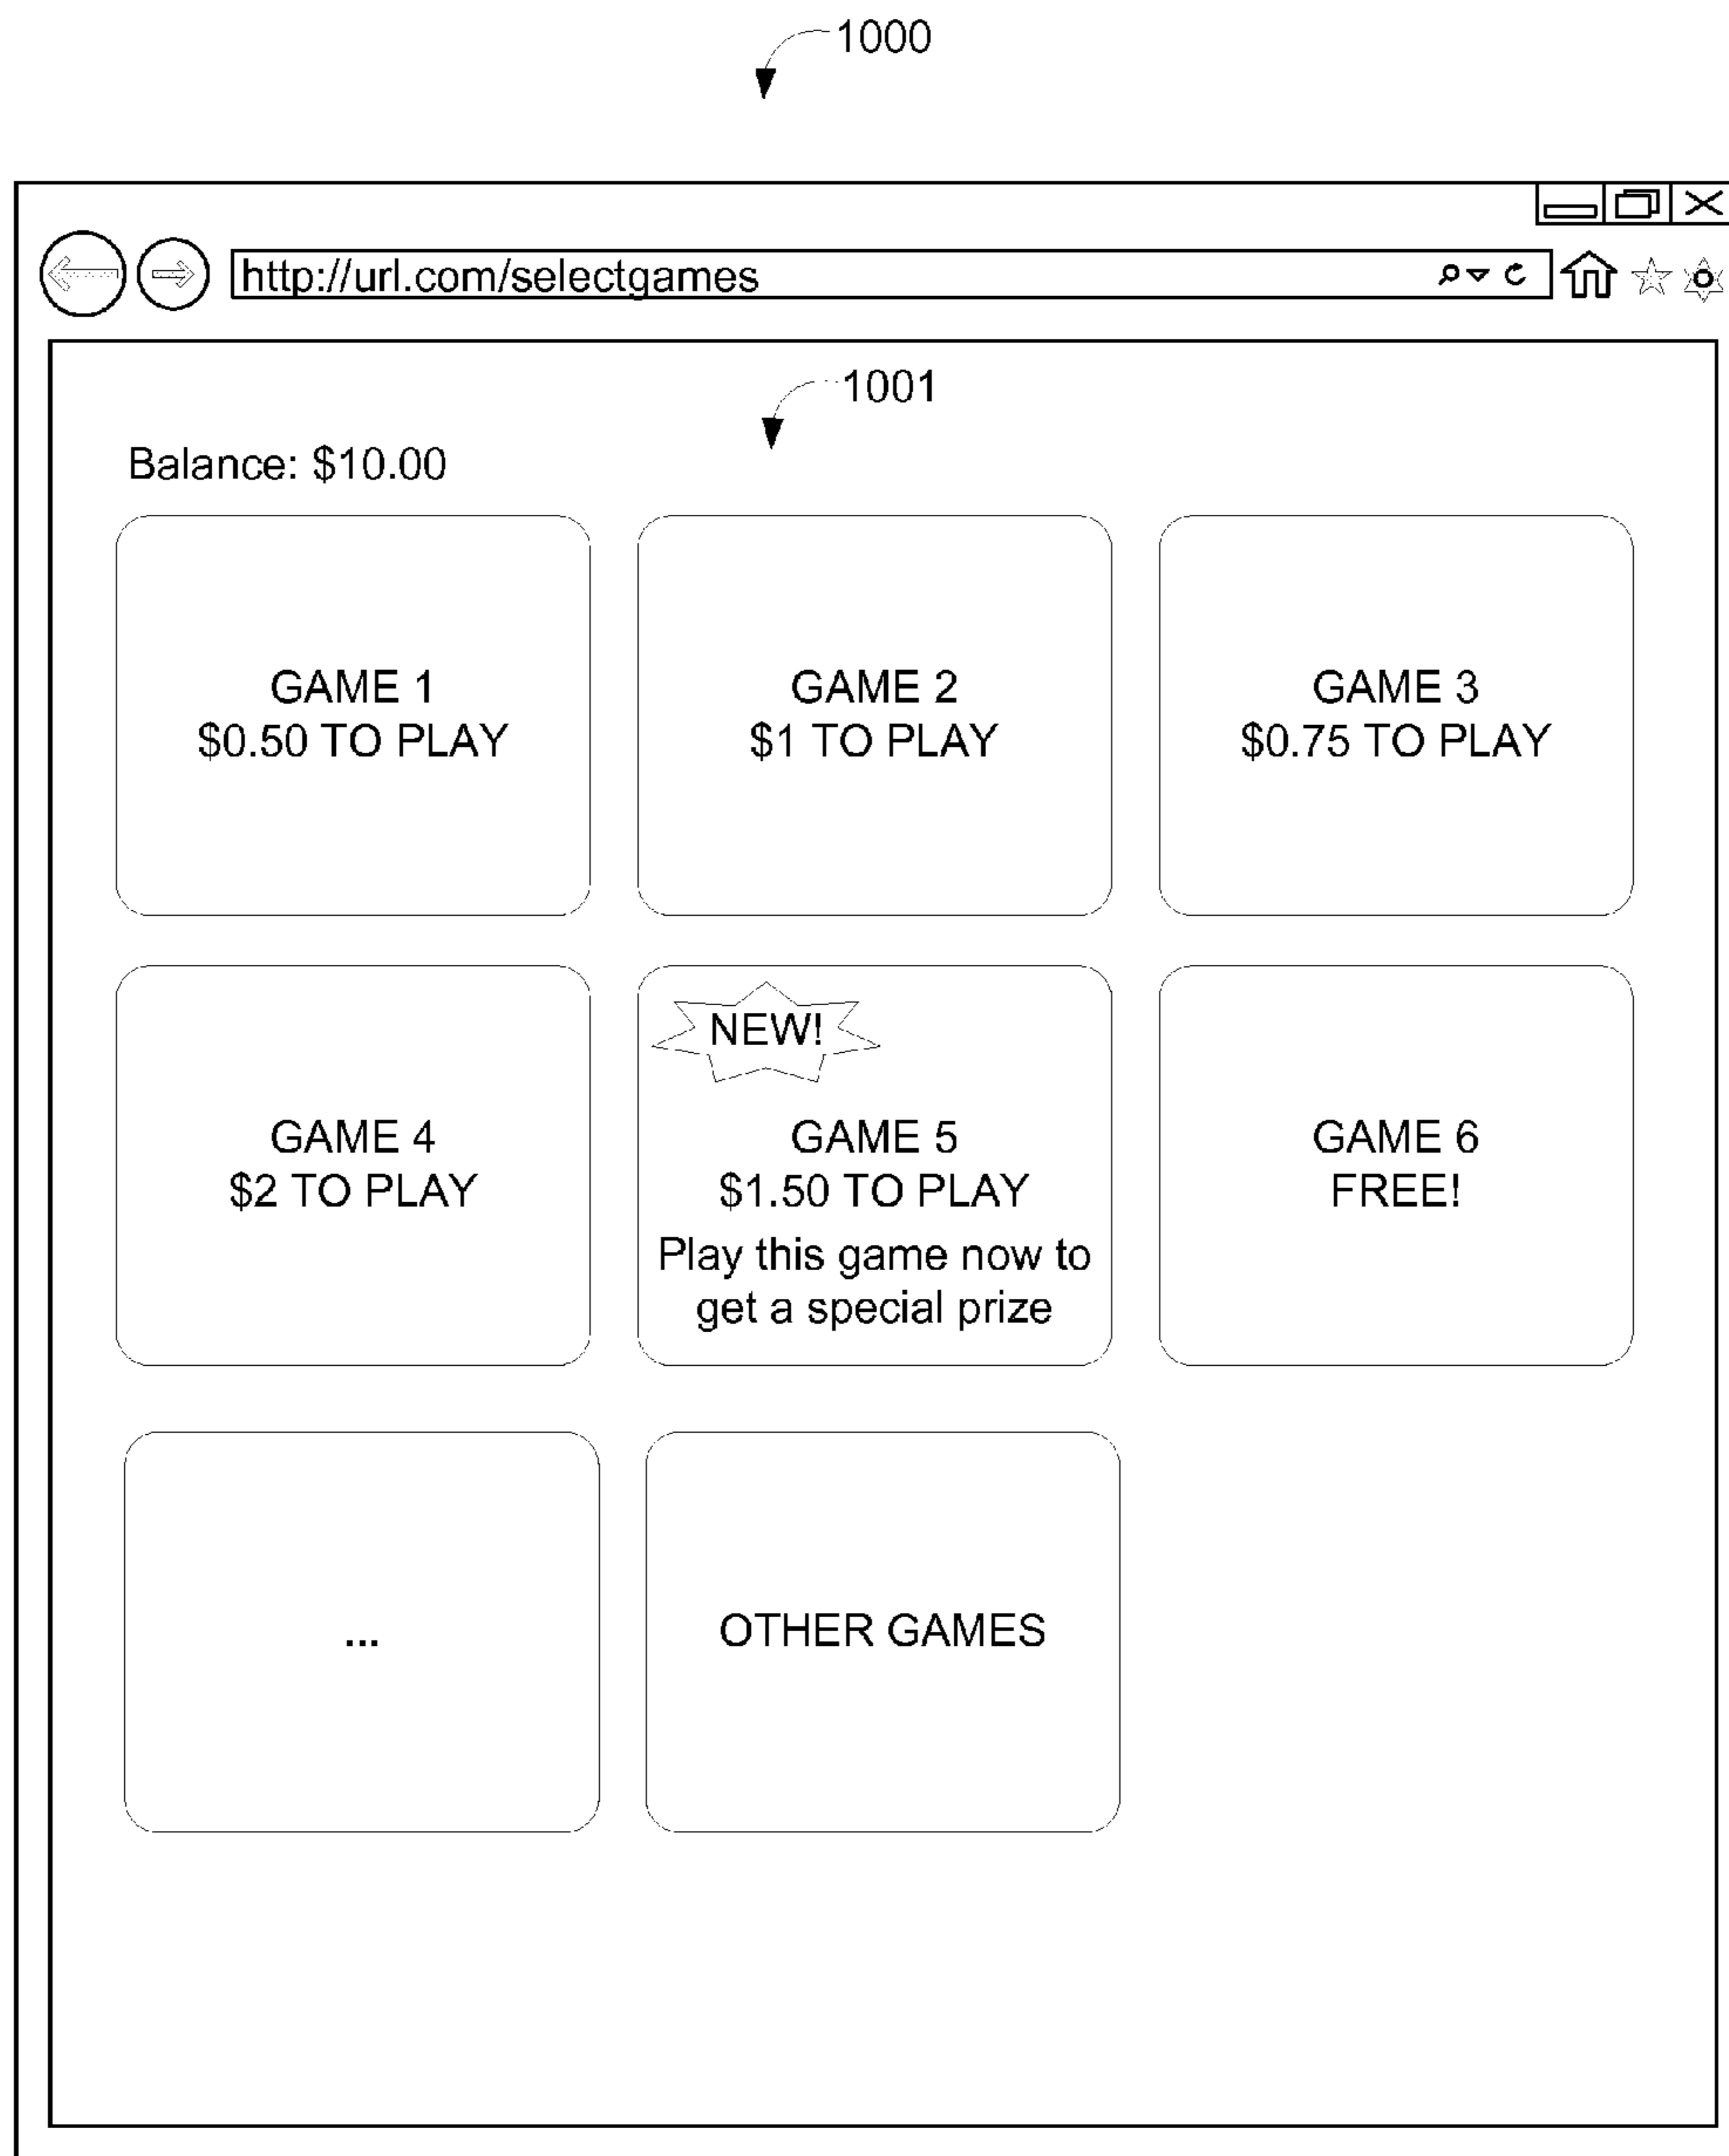 1000
http://url.com/selectgames
1001
Balance: $10.00
GAME 1
$0.50 TO PLAY
GAME 2
$1 TO PLAY
GAME 3
$0.75 TO PLAY
GAME 4
$2 TO PLAY
NEW!
GAME 5
$1.50 TO PLAY
Play this game now to
get a special prize
GAME 6
FREE!
...
OTHER GAMES